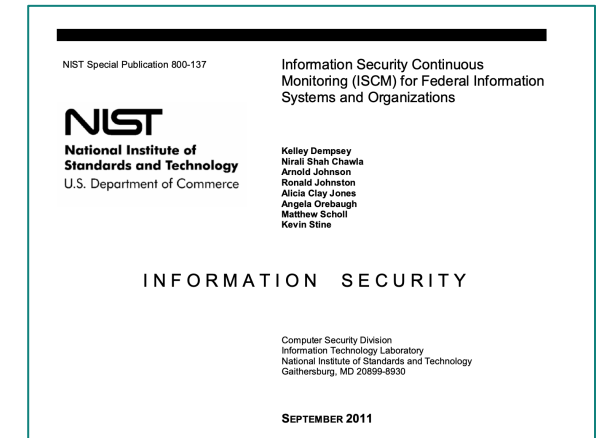 NIST Special Publication 800-137
Information Security Continuous
Monitoring (ISCM) for Federal Information
Systems and Organizations
NIST
National Institute of
Standards and Technology
U.S. Department of Commerce
Kelley Dempsey
Nirali Shah Chawla
Arnold Johnson
Ronald Johnston
Alicia Clay Jones
Angela Orebaugh
Matthew Scholl
Kevin Stine
INFORMATION SECURITY
Computer Security Division
Information Technology Laboratory
National Institute of Standards and Technology
Gaithersburg, MD 20899-8930
SEPTEMBER 2011